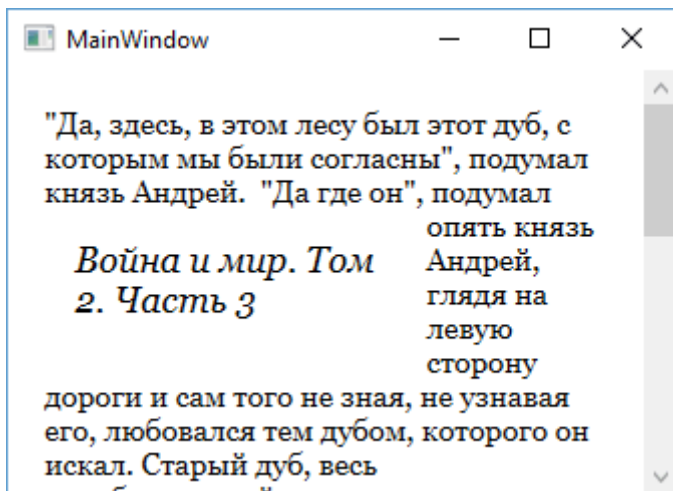 MainWindow
"Да, здесь, в этом лесу был этот дуб, с
которым мы были согласны", подумал
князь Андрей.  "Да где он", подумал
Война и мир. Том
2. Часть 3
опять князь
Андрей,
глядя на
левую
сторону
дороги и сам того не зная, не узнавая
его, любовался тем дубом, которого он
искал. Старый дуб, весь